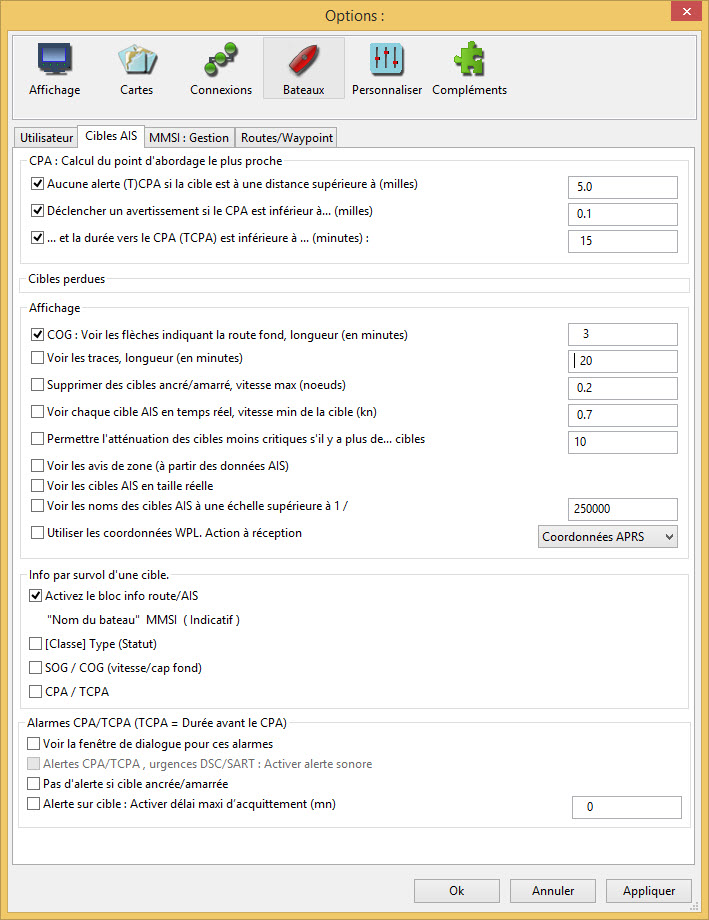 Options :
Affichage Cartes Connexions Bateaux Personnaliser Compléments
Utilisateur Cibles AIS MMSI : Gestion Routes/Waypoint
CPA : Calcul du point d'abordage le plus proche
Aucune alerte (T)CPA si la cible est à une distance supérieure à (milles) 5.0
Déclencher un avertissement si le CPA est inférieur à... (milles) 0.1
... et la durée vers le CPA (TCPA) est inférieure à ... (minutes) : 15
Cibles perdues
Affichage
COG : Voir les flèches indiquant la route fond, longueur (en minutes) 3
Voir les traces, longueur (en minutes) 20
Supprimer des cibles ancré/amarré, vitesse max (noeuds) 0.2
Voir chaque cible AIS en temps réel, vitesse min de la cible (kn) 0.7
Permettre l'atténuation des cibles moins critiques s'il y a plus de... cibles 10
Voir les avis de zone (à partir des données AIS)
Voir les cibles AIS en taille réelle
Voir les noms des cibles AIS à une échelle supérieure à 1 / 250000
Utiliser les coordonnées WPL. Action à réception Coordonnées APRS
Info par survol d'une cible.
Activez le bloc info route/AIS
"Nom du bateau" MMSI ( Indicatif )
[Classe] Type (Statut)
SOG / COG (vitesse/cap fond)
CPA / TCPA
Alarmes CPA/TCPA (TCPA = Durée avant le CPA)
Voir la fenêtre de dialogue pour ces alarmes
Alertes CPA/TCPA , urgences DSC/SART : Activer alerte sonore
Pas d'alerte si cible ancrée/amarrée
Alerte sur cible : Activer délai maxi d'acquittement (mn) 0
Ok Annuler Appliquer